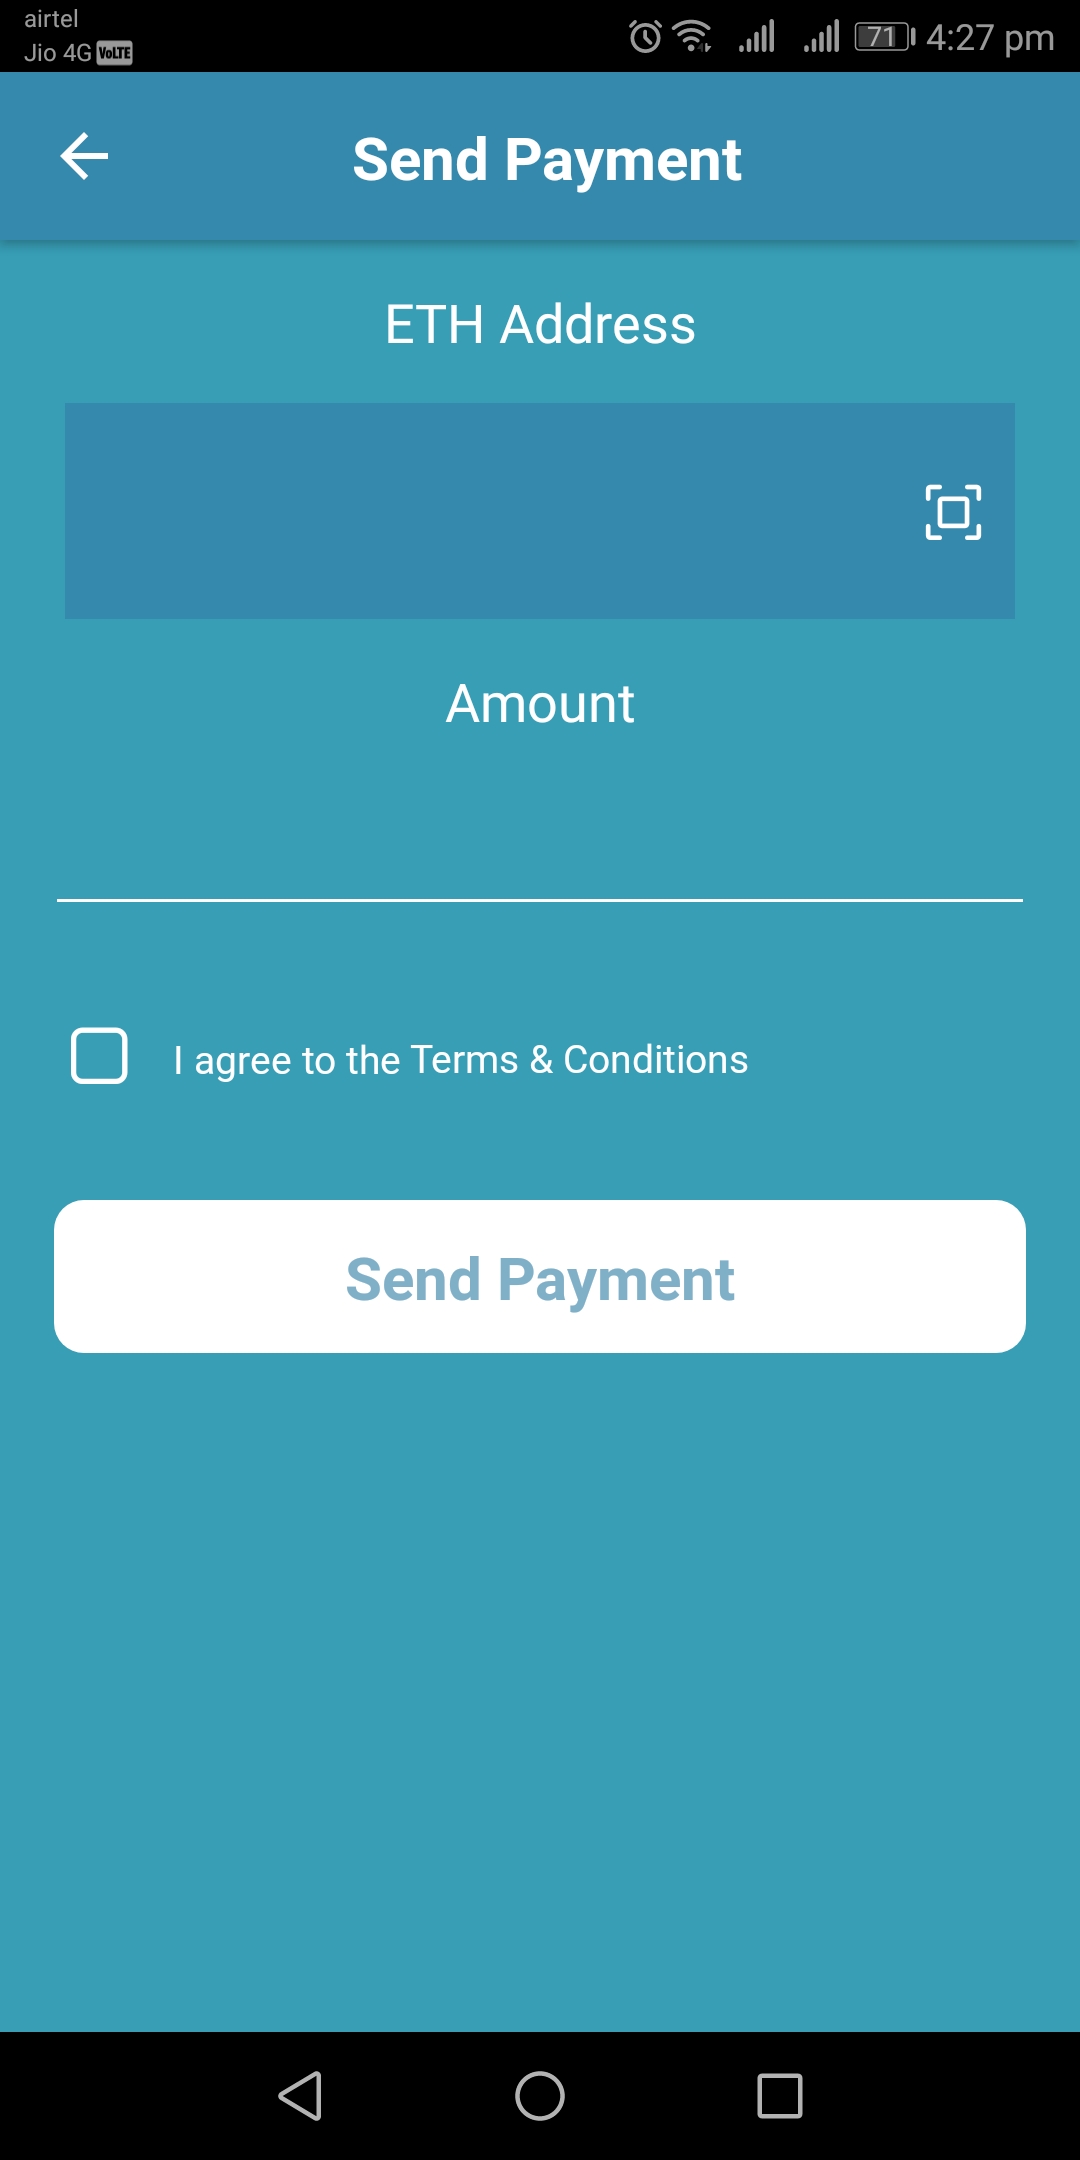 airtel
Jio 4G VoLTE
71 4:27 pm
Send Payment
ETH Address
Amount
I agree to the Terms & Conditions
Send Payment